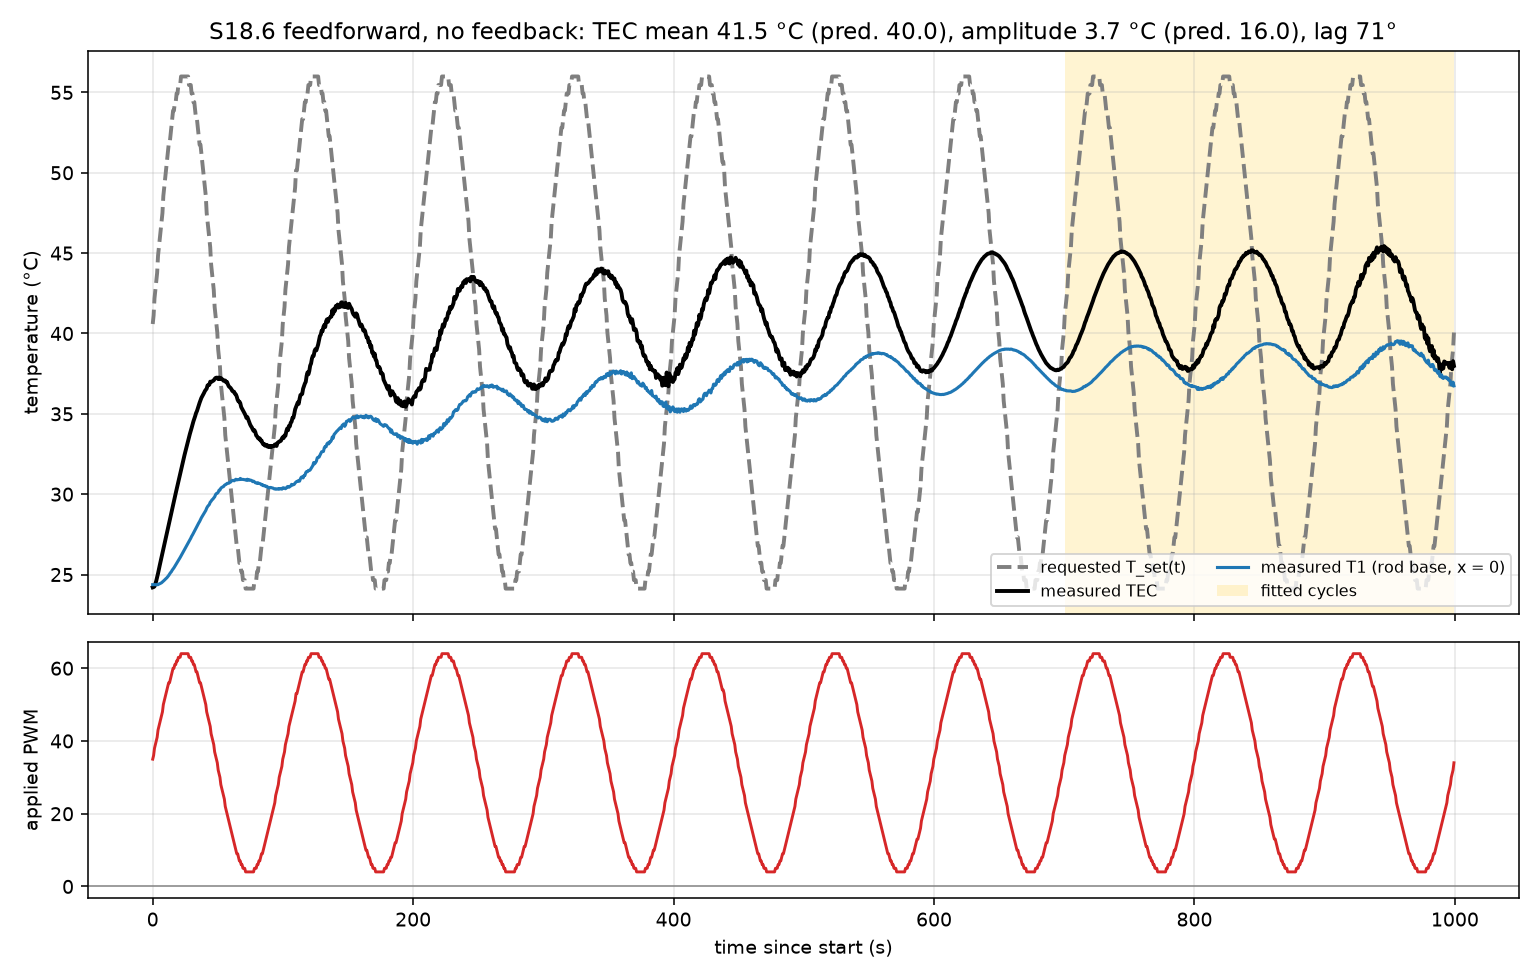 S18.6 feedforward, no feedback: TEC mean 41.5 °C (pred. 40.0), amplitude 3.7 °C (pred. 16.0), lag 71°
temperature (°C)
55
50
45
40
35
30
25
requested T_set(t)
measured TEC
measured T1 (rod base, x = 0)
fitted cycles
applied PWM
60
40
20
0
0
200
400
600
800
1000
time since start (s)